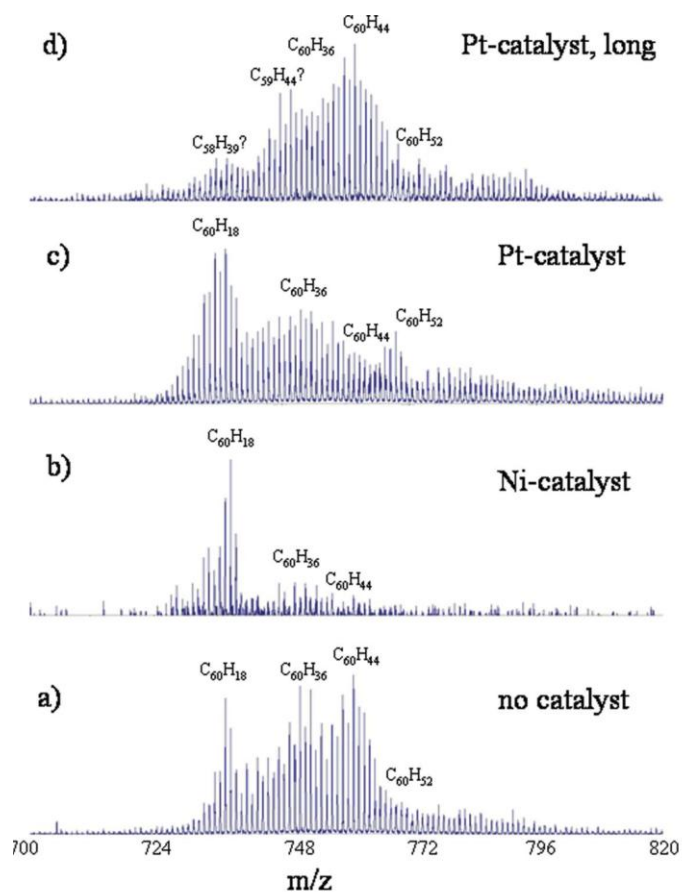 d)
Pt-catalyst, long
C₅₈H₃₉?
C₅₉H₄₄?
C₆₀H₃₆
C₆₀H₄₄
C₆₀H₅₂
c)
Pt-catalyst
C₆₀H₁₈
C₆₀H₃₆
C₆₀H₄₄
C₆₀H₅₂
b)
Ni-catalyst
C₆₀H₁₈
C₆₀H₃₆
C₆₀H₄₄
a)
no catalyst
C₆₀H₁₈
C₆₀H₃₆
C₆₀H₄₄
C₆₀H₅₂
700 724 748 772 796 820
m/z